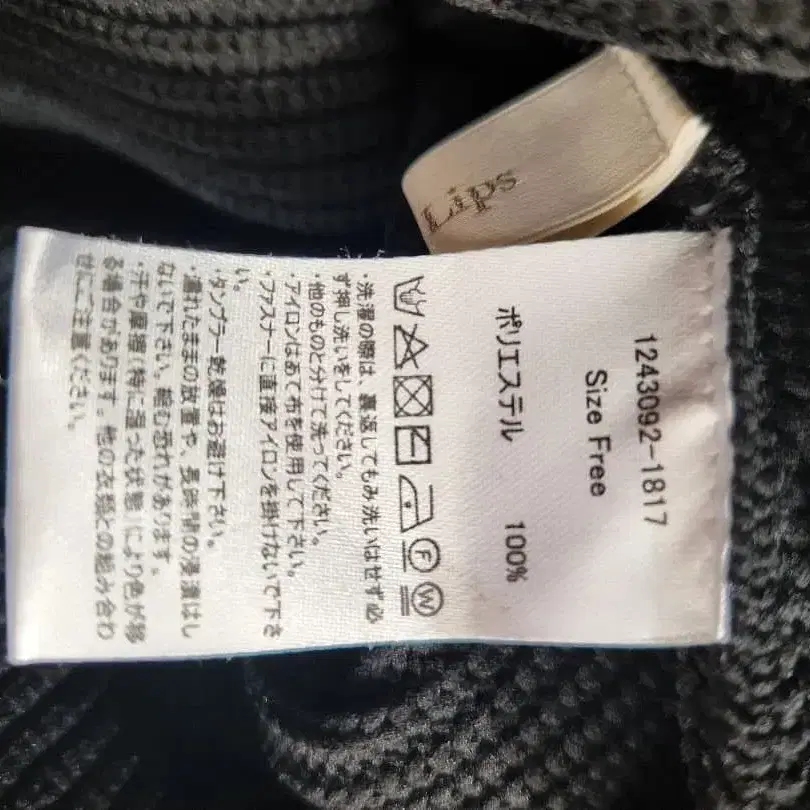 Lips
1243092-1817
Size Free
ポリエステル 100%
・洗濯の際は、裏返してもみ洗いはせず必
ず押し洗いをしてください。
・他のものと分けて洗ってください。
・アイロンはあて布を使用して下さい。
・ファスナーに直接アイロンを掛けないで下さ
い。
・タンブラー乾燥はお避け下さい。
・濡れたままの放置や、長時間の浸漬はし
ないで下さい。縮む恐れがあります。
・汗や摩擦(特に湿った状態)により色が移
る場合があります。他の衣類との組み合わ
せにご注意ください。